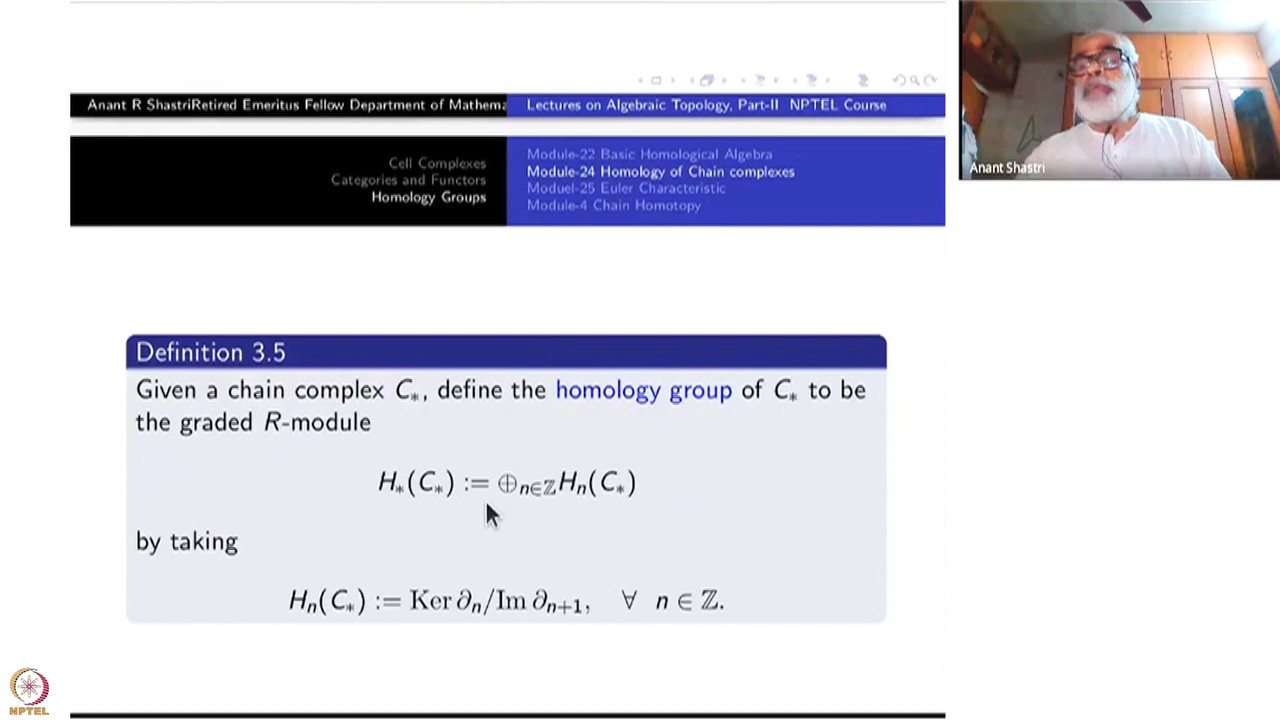 Anant R ShastriRetired Emeritus Fellow Department of Mathema
Lectures on Algebraic Topology, Part-II NPTEL Course
Cell Complexes
Categories and Functors
Homology Groups
Module-22 Basic Homological Algebra
Module-24 Homology of Chain complexes
Moduel-25 Euler Characteristic
Module-4 Chain Homotopy
Anant Shastri
Definition 3.5
Given a chain complex C∗, define the homology group of C∗ to be
the graded R-module
H∗(C∗) := ⊕n∈ℤHn(C∗)
by taking
Hn(C∗) := Ker ∂n/Im ∂n+1, ∀ n ∈ ℤ.
NPTEL